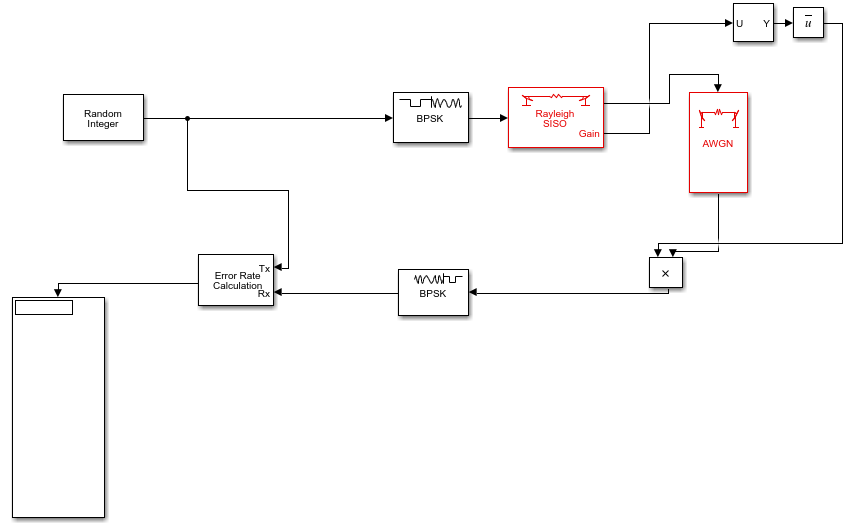 U Y
u
Random
Integer
BPSK
Rayleigh
SISO
Gain
AWGN
Tx
Error Rate
Calculation
Rx
BPSK
×